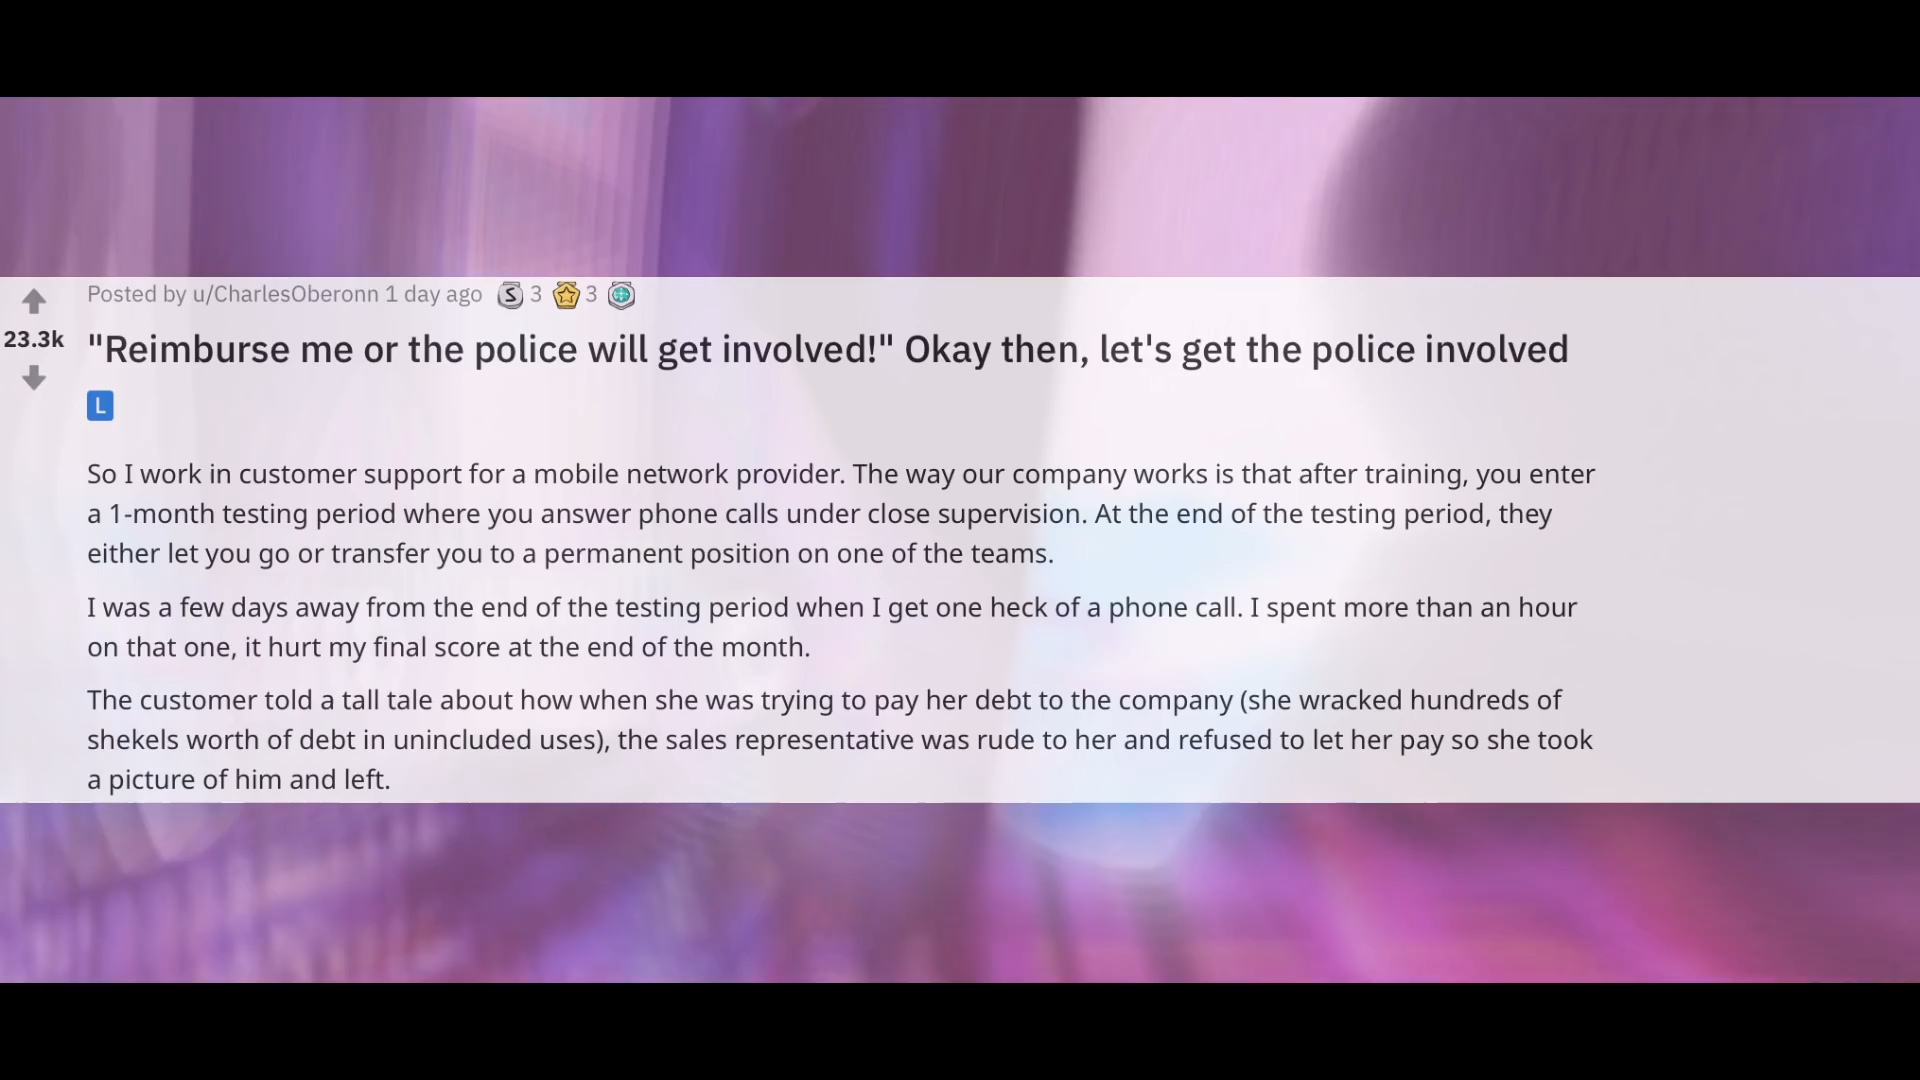 Posted by u/CharlesOberonn 1 day ago S 3 3
23.3k
"Reimburse me or the police will get involved!" Okay then, let's get the police involved
L
So I work in customer support for a mobile network provider. The way our company works is that after training, you enter
a 1-month testing period where you answer phone calls under close supervision. At the end of the testing period, they
either let you go or transfer you to a permanent position on one of the teams.
I was a few days away from the end of the testing period when I get one heck of a phone call. I spent more than an hour
on that one, it hurt my final score at the end of the month.
The customer told a tall tale about how when she was trying to pay her debt to the company (she wracked hundreds of
shekels worth of debt in unincluded uses), the sales representative was rude to her and refused to let her pay so she took
a picture of him and left.